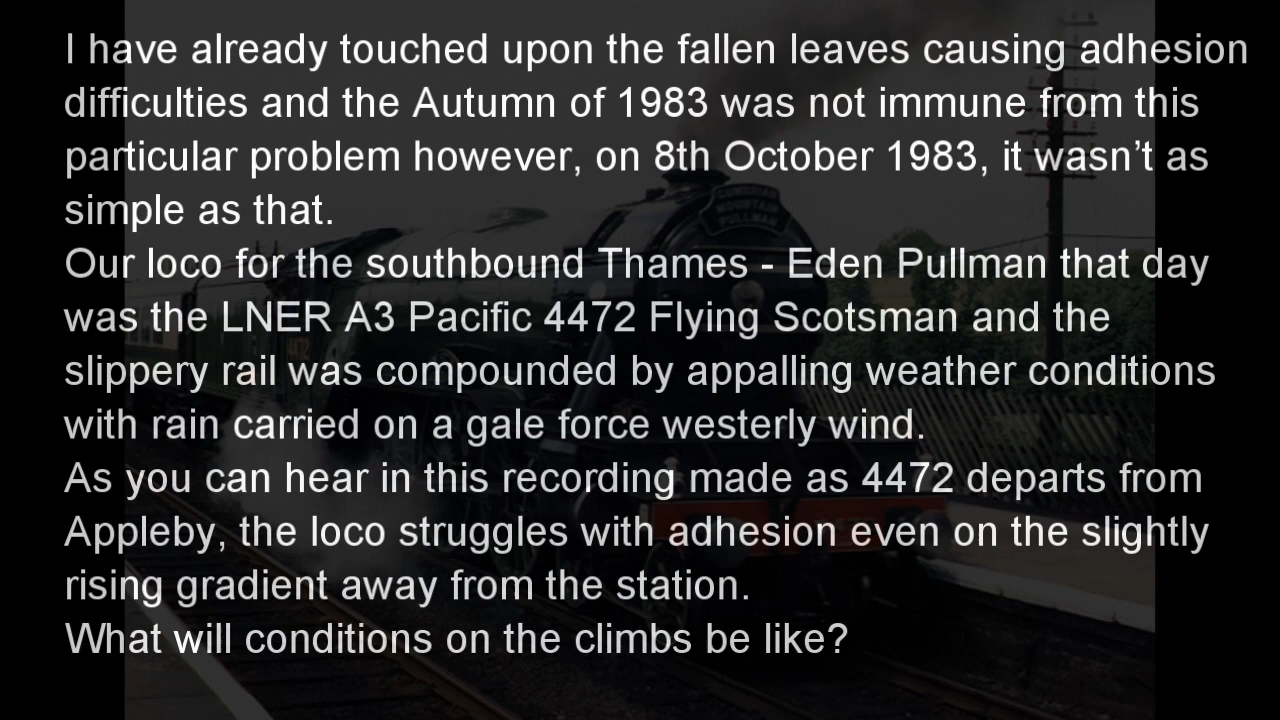 I have already touched upon the fallen leaves causing adhesion
difficulties and the Autumn of 1983 was not immune from this
particular problem however, on 8th October 1983, it wasn’t as
simple as that.
Our loco for the southbound Thames - Eden Pullman that day
was the LNER A3 Pacific 4472 Flying Scotsman and the
slippery rail was compounded by appalling weather conditions
with rain carried on a gale force westerly wind.
As you can hear in this recording made as 4472 departs from
Appleby, the loco struggles with adhesion even on the slightly
rising gradient away from the station.
What will conditions on the climbs be like?
CUMBRIAN
MOUNTAIN
PULLMAN
4472